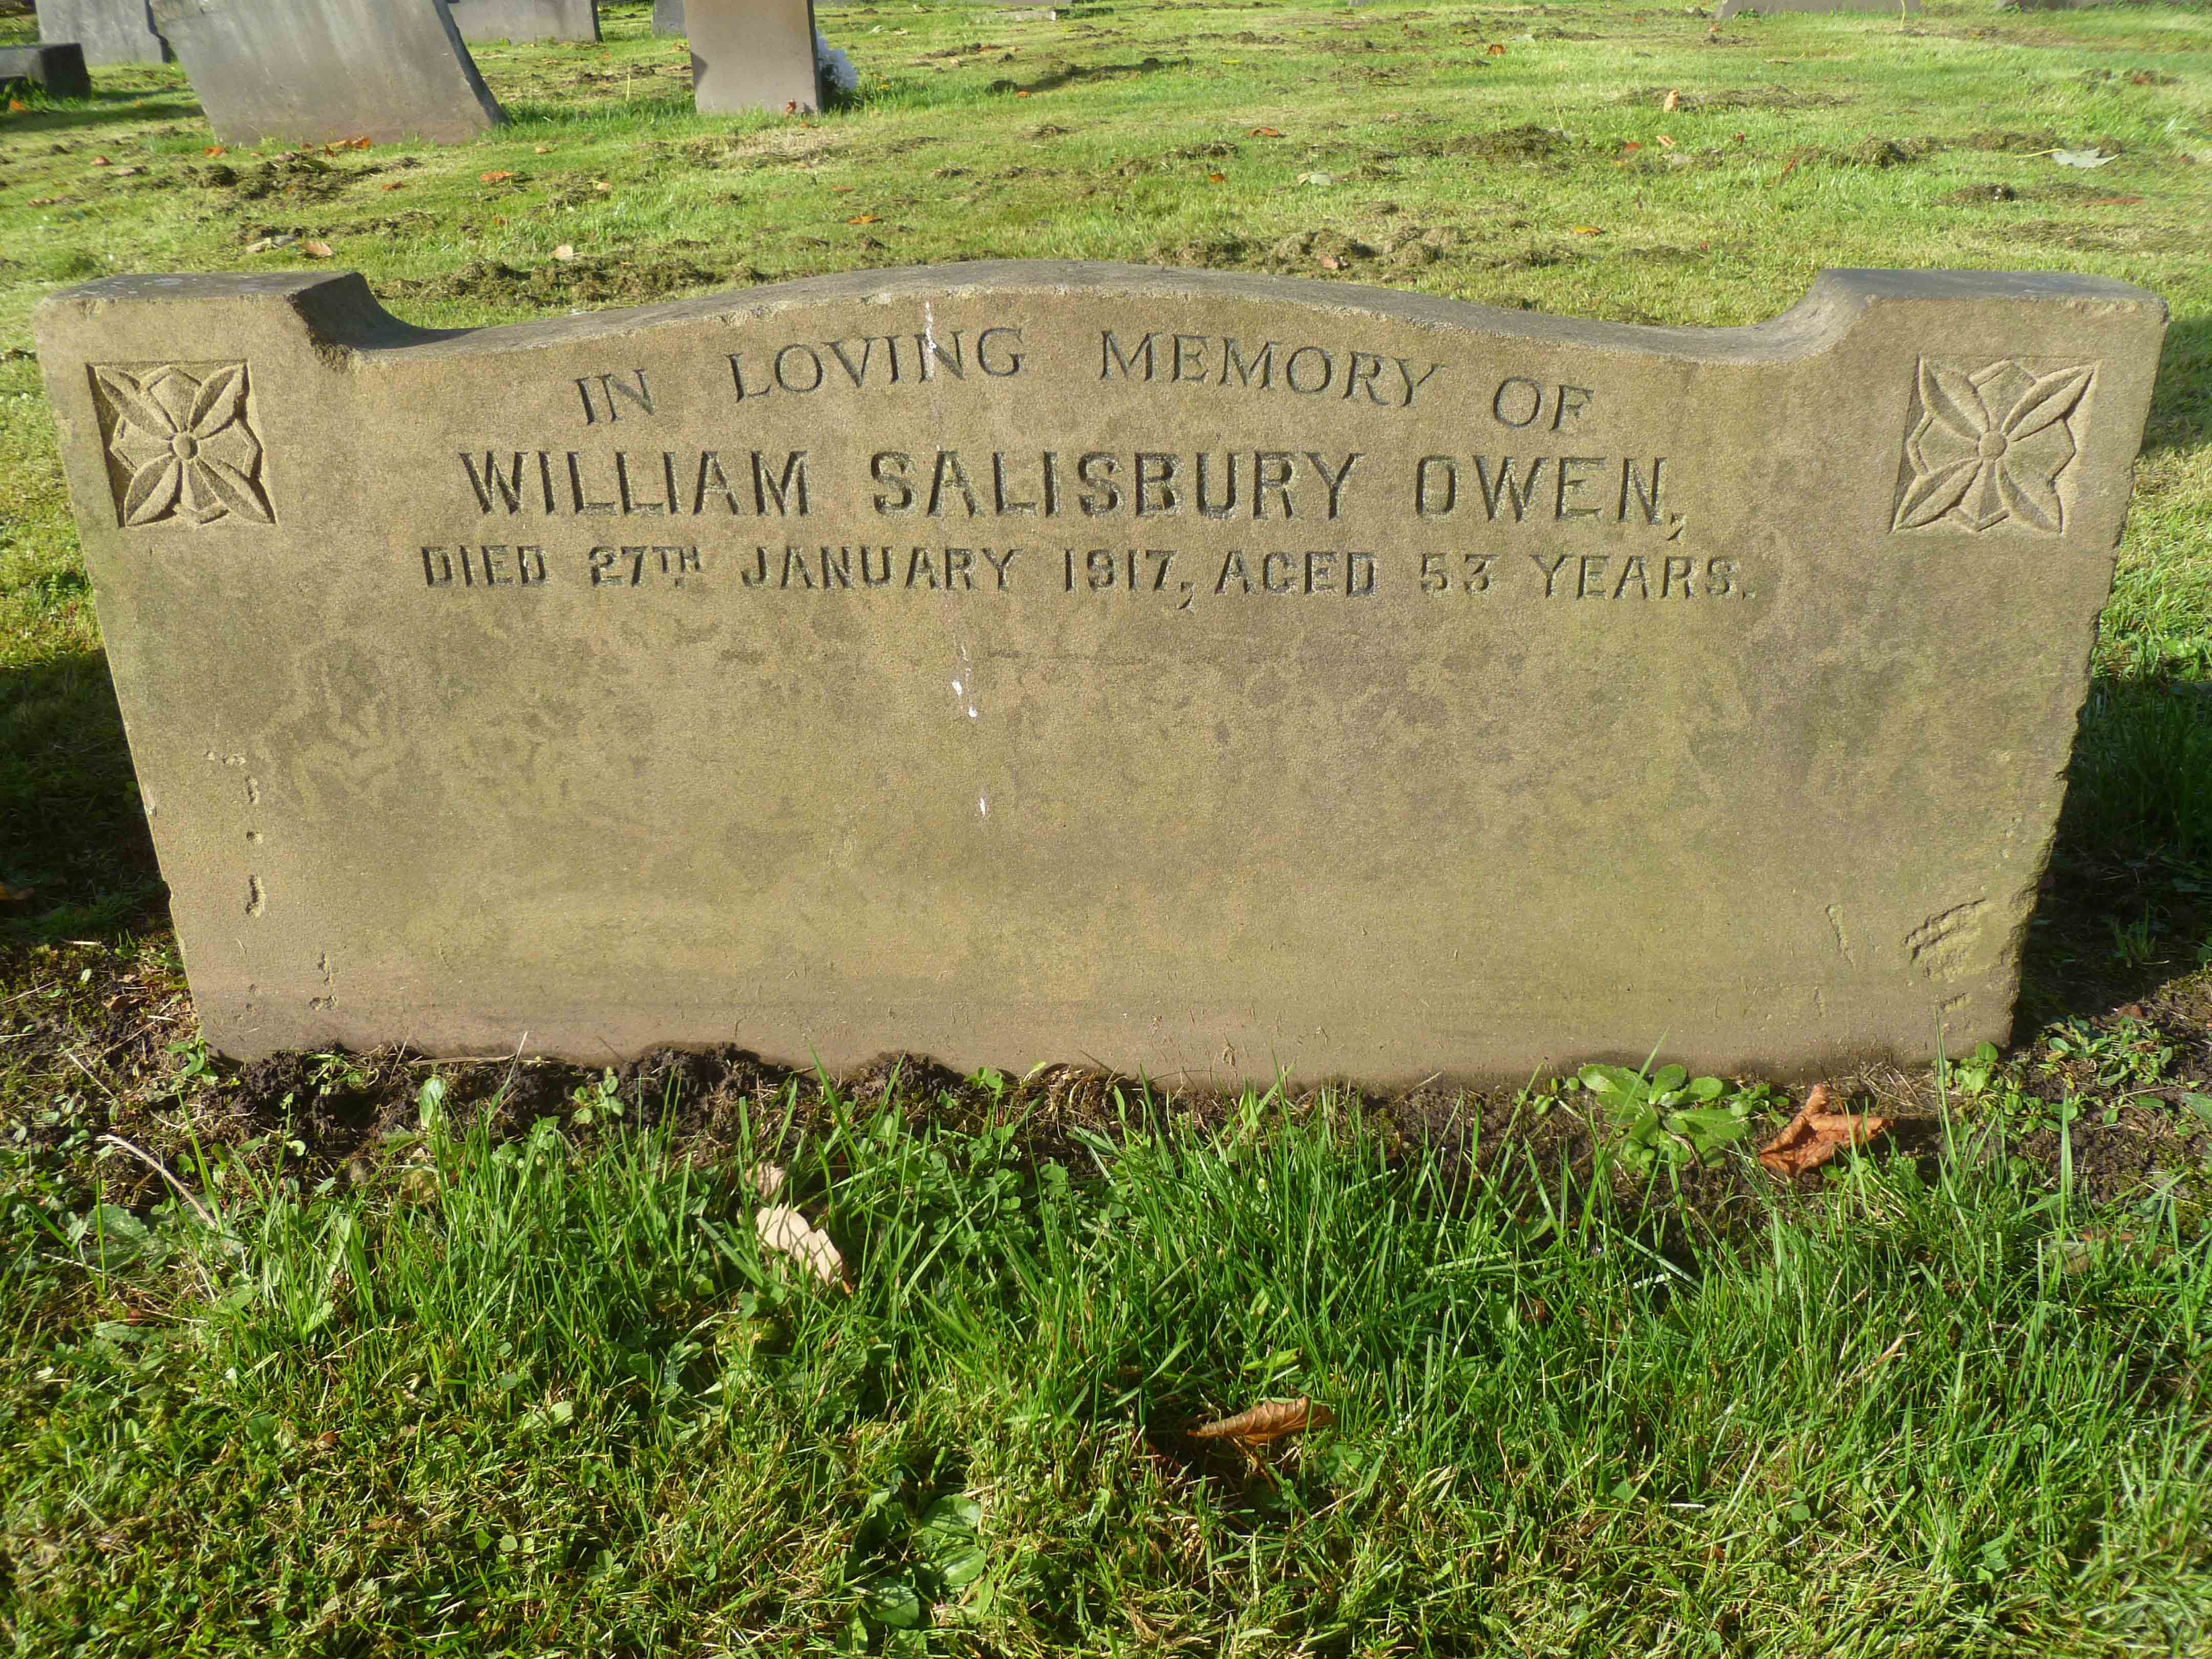 IN LOVING MEMORY OF
WILLIAM SALISBURY OWEN,
DIED 27TH JANUARY 1917, AGED 53 YEARS.